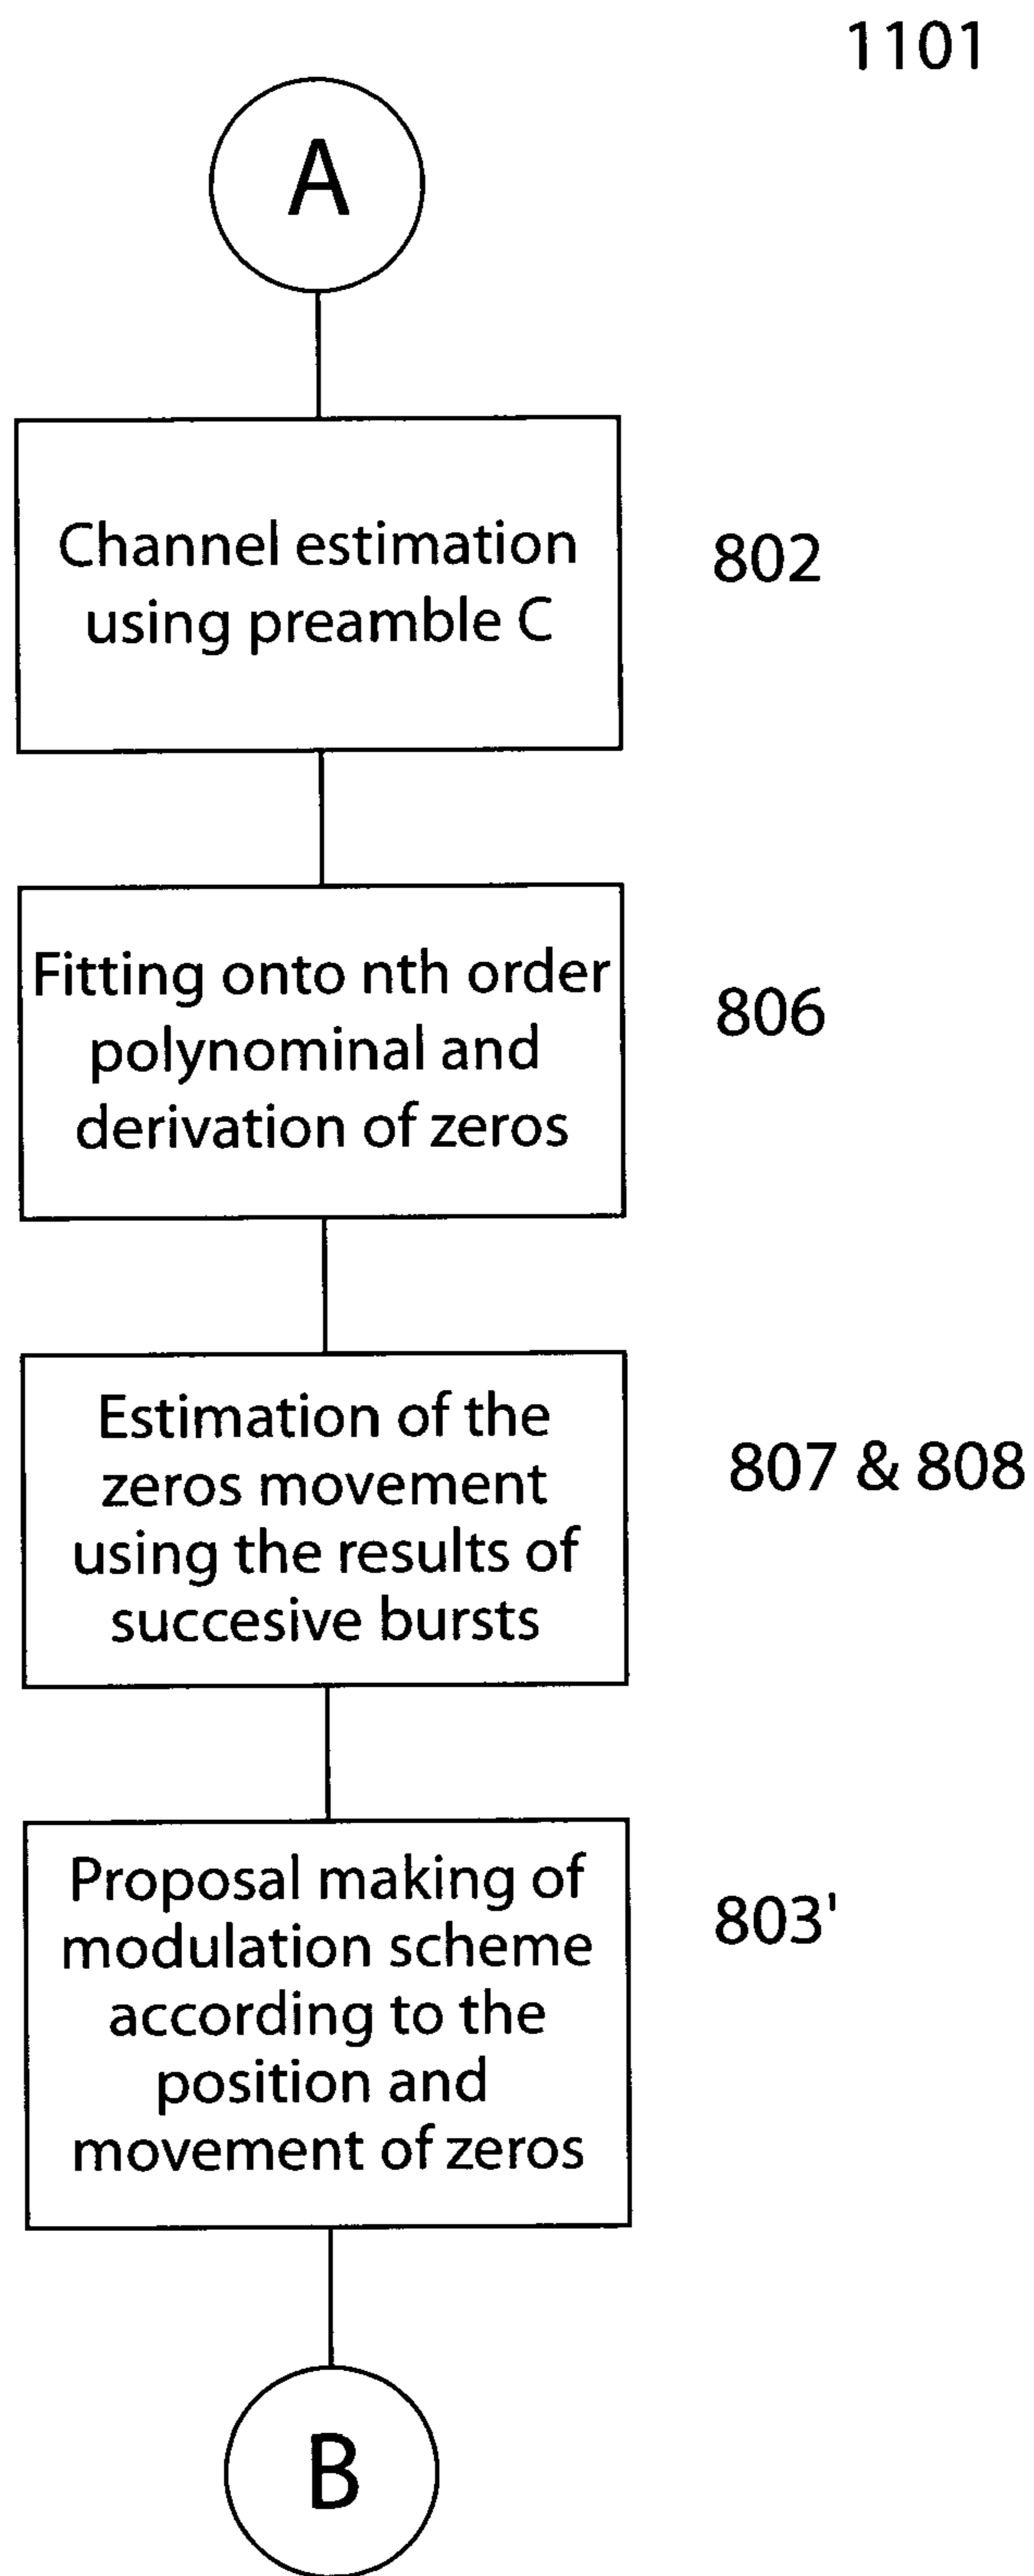 1101
A
Channel estimation
using preamble C
802
Fitting onto nth order
polynominal and
derivation of zeros
806
Estimation of the
zeros movement
using the results of
succesive bursts
807 & 808
Proposal making of
modulation scheme
according to the
position and
movement of zeros
803'
B